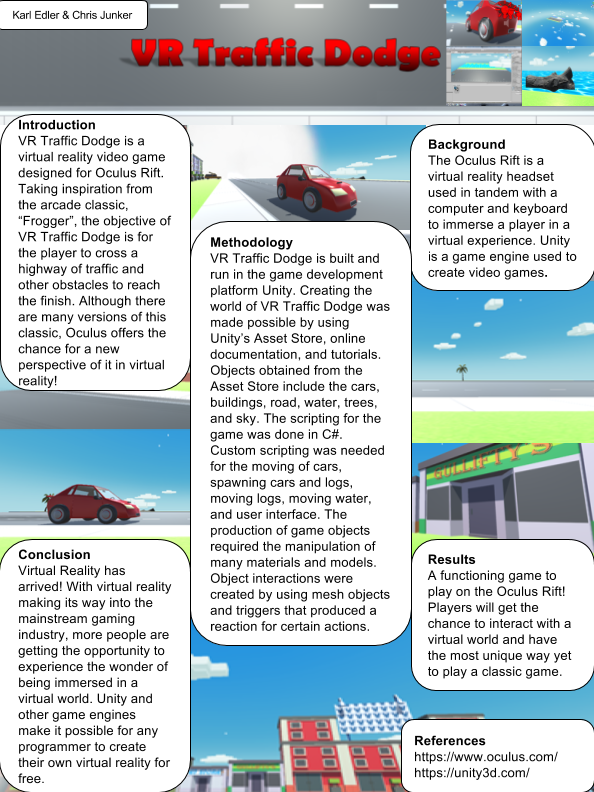 Karl Edler & Chris Junker
VR Traffic Dodge
Introduction
VR Traffic Dodge is a
virtual reality video game
designed for Oculus Rift.
Taking inspiration from
the arcade classic,
“Frogger”, the objective of
VR Traffic Dodge is for
the player to cross a
highway of traffic and
other obstacles to reach
the finish. Although there
are many versions of this
classic, Oculus offers the
chance for a new
perspective of it in virtual
reality!
Background
The Oculus Rift is a
virtual reality headset
used in tandem with a
computer and keyboard
to immerse a player in a
virtual experience. Unity
is a game engine used to
create video games.
Methodology
VR Traffic Dodge is built and
run in the game development
platform Unity. Creating the
world of VR Traffic Dodge was
made possible by using
Unity’s Asset Store, online
documentation, and tutorials.
Objects obtained from the
Asset Store include the cars,
buildings, road, water, trees,
and sky. The scripting for the
game was done in C#.
Custom scripting was needed
for the moving of cars,
spawning cars and logs,
moving logs, moving water,
and user interface. The
production of game objects
required the manipulation of
many materials and models.
Object interactions were
created by using mesh objects
and triggers that produced a
reaction for certain actions.
GULLIFTY'S
Conclusion
Virtual Reality has
arrived! With virtual reality
making its way into the
mainstream gaming
industry, more people are
getting the opportunity to
experience the wonder of
being immersed in a
virtual world. Unity and
other game engines
make it possible for any
programmer to create
their own virtual reality for
free.
Results
A functioning game to
play on the Oculus Rift!
Players will get the
chance to interact with a
virtual world and have
the most unique way yet
to play a classic game.
References
https://www.oculus.com/
https://unity3d.com/